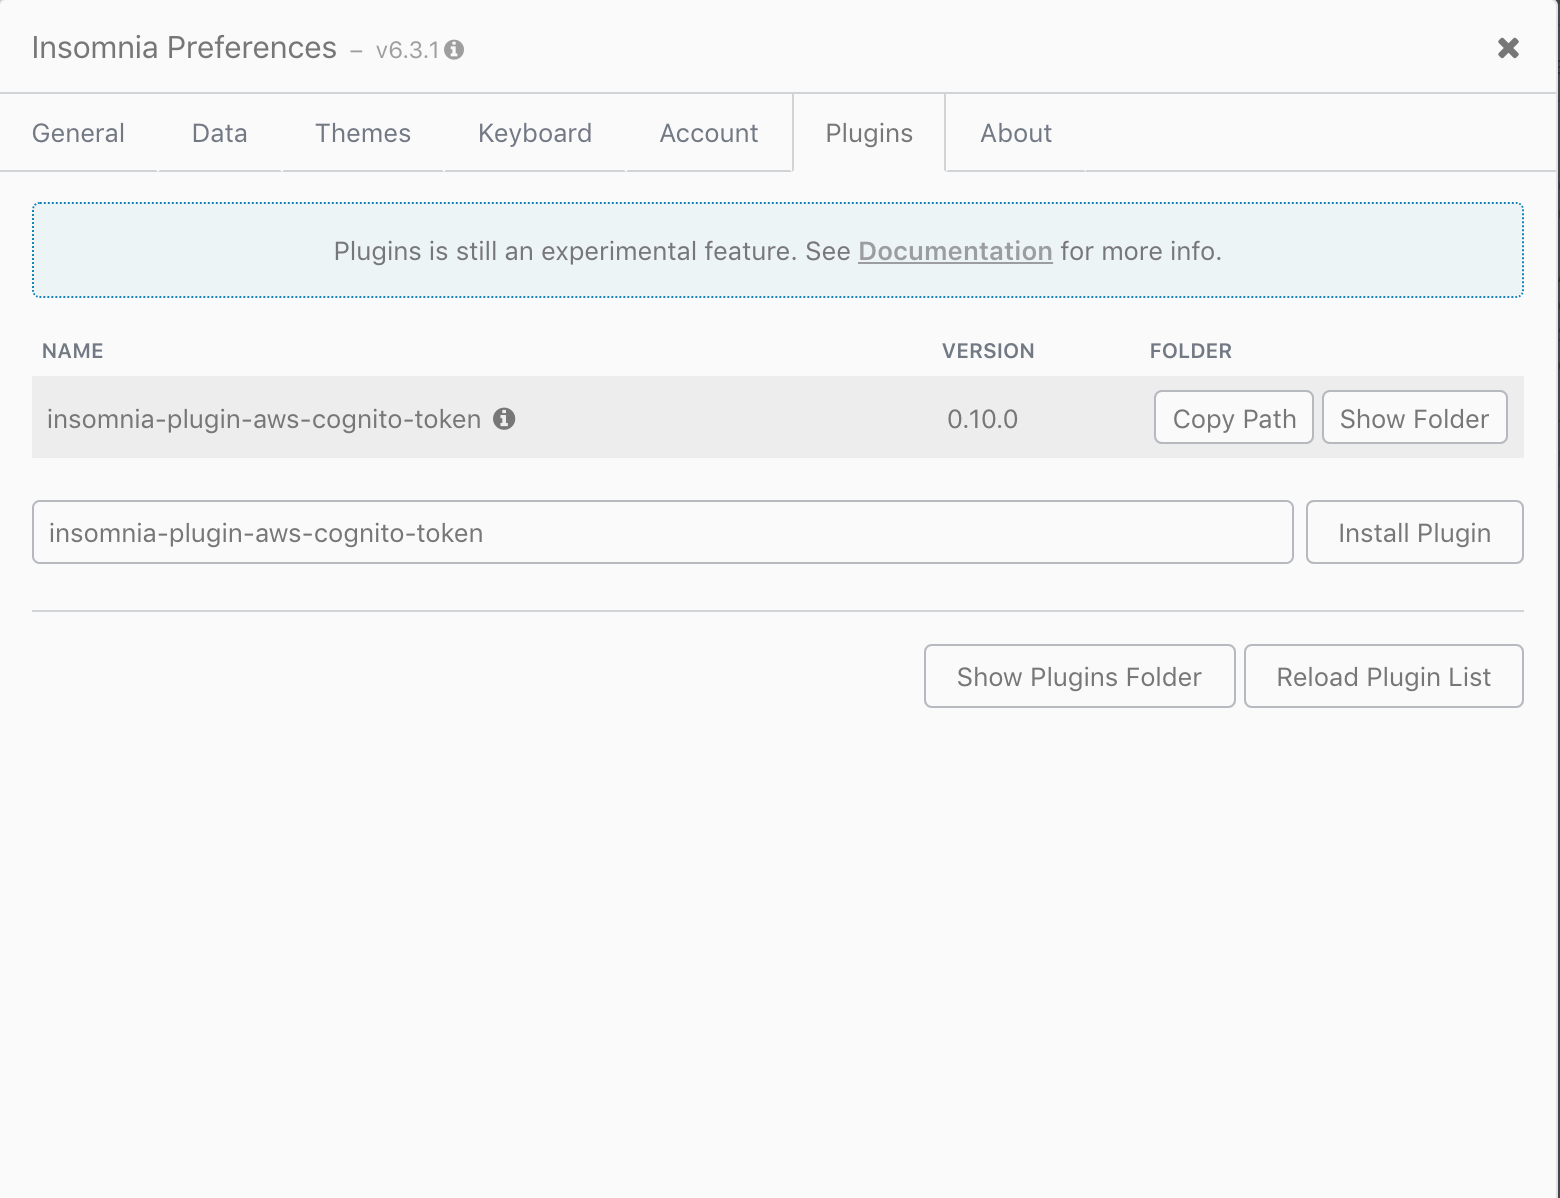 Insomnia Preferences – v6.3.1
General Data Themes Keyboard Account Plugins About
Plugins is still an experimental feature. See Documentation for more info.
NAME VERSION FOLDER
insomnia-plugin-aws-cognito-token 0.10.0 Copy Path Show Folder
insomnia-plugin-aws-cognito-token Install Plugin
Show Plugins Folder Reload Plugin List